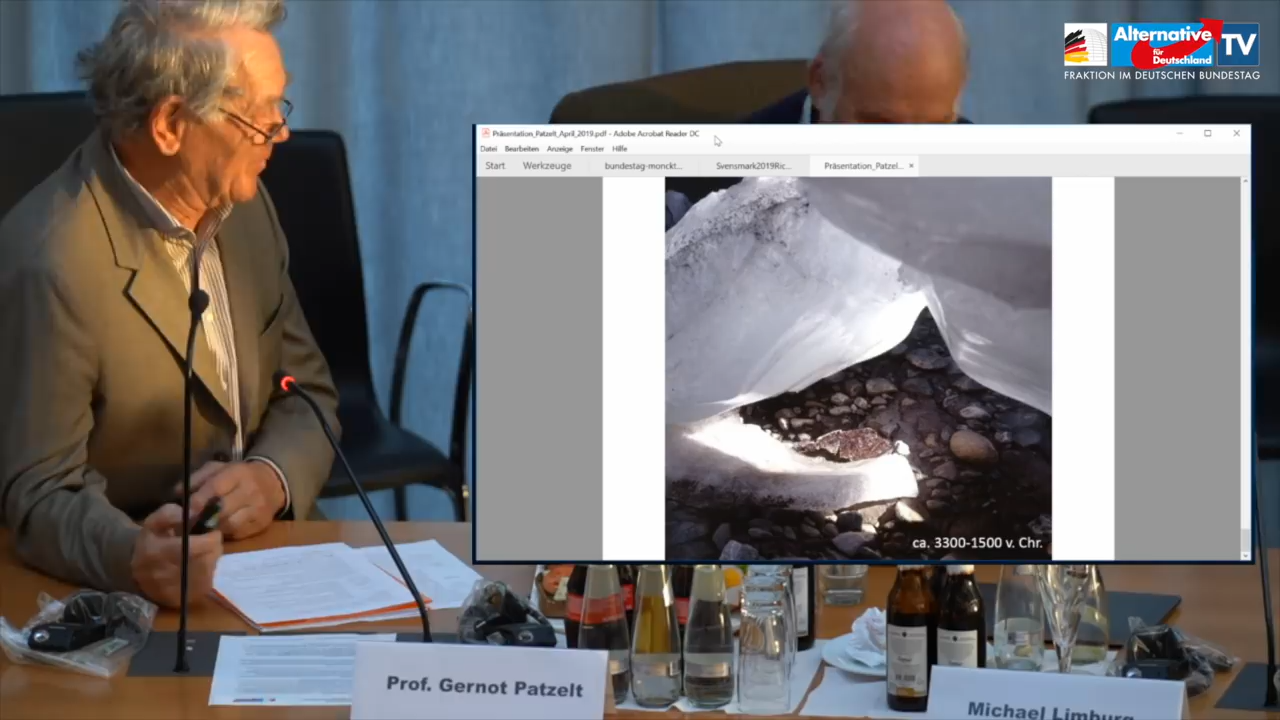 Alternative
für
Deutschland
TV
FRAKTION IM DEUTSCHEN BUNDESTAG
Präsentation_Patzelt_April_2019.pdf - Adobe Acrobat Reader DC
Datei Bearbeiten Anzeige Fenster Hilfe
Start Werkzeuge bundestag-monckt... Svensmark2019Ric... Präsentation_Patzel... ×
ca. 3300-1500 v. Chr.
Prof. Gernot Patzelt
Michael Limburg